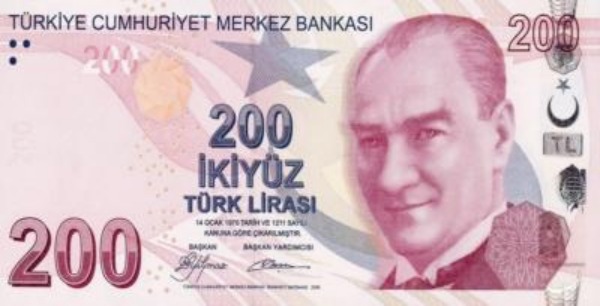 TÜRKİYE CUMHURİYET MERKEZ BANKASI
200
200
200
İKİYÜZ
TÜRK LİRASI
TL
14 OCAK 1970 TARİH VE 1211 SAYILI
KANUNA GÖRE ÇIKARILMIŞTIR.
BAŞKAN BAŞKAN YARDIMCISI
200